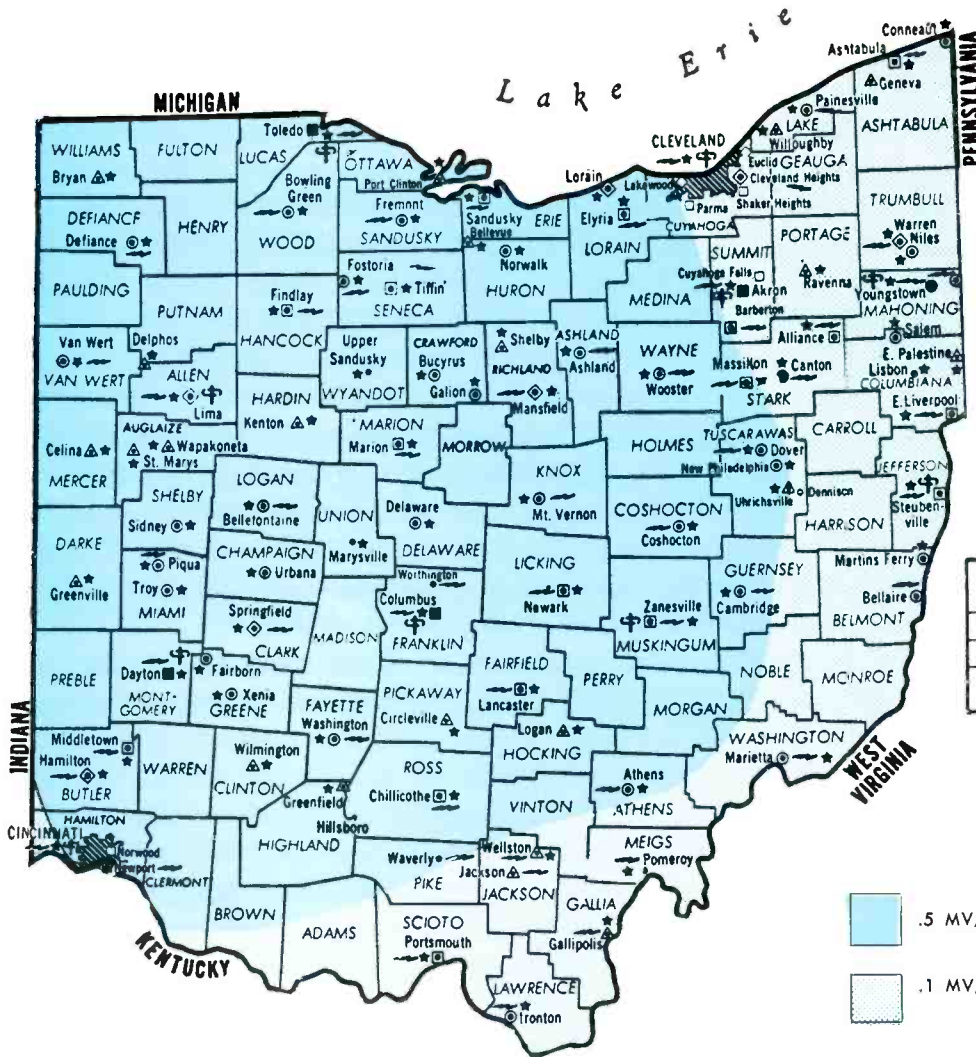 Lake Erie
Conneaut
Ashtabula
Geneva
PENNSYLVANIA
MICHIGAN
Toledo
CLEVELAND
Painesville
LAKE
Willoughby
ASHTABULA
WILLIAMS
Bryan
FULTON
LUCAS
OTTAWA
Port Clinton
Bowling
Green
Lorain
Lakewood
Euclid
GEAUGA
Cleveland Heights
Shaker Heights
Parma
CUYAHOGA
TRUMBULL
DEFIANCE
Defiance
HENRY
WOOD
Fremnnt
SANDUSKY
Sandusky
Bellevue
ERIE
Elyria
LORAIN
Norwalk
HURON
MEDINA
SUMMIT
Cuyahoga Falls
Akron
Barberton
PORTAGE
Ravenna
Warren
Niles
Youngstown
MAHONING
PAULDING
PUTNAM
Findlay
HANCOCK
Fostoria
Tiffin
SENECA
Van Wert
VAN WERT
Delphos
ALLEN
Lima
Upper
Sandusky
WYANDOT
CRAWFORD
Bucyrus
Galion
Shelby
RICHLAND
Mansfield
ASHLAND
Ashland
WAYNE
Wooster
Alliance
Massillon
Canton
STARK
Salem
E. Palestine
Lisbon
COLUMBIANA
E. Liverpool
HARDIN
Kenton
MARION
Marion
MORROW
HOLMES
TUSCARAWAS
Dover
New Philadelphia
Uhrichsville
Dennison
CARROLL
JEFFERSON
Steuben-
ville
AUGLAIZE
Wapakoneta
St. Marys
Celina
MERCER
SHELBY
Sidney
LOGAN
Bellefontaine
UNION
Marysville
Delaware
DELAWARE
KNOX
Mt. Vernon
COSHOCTON
Coshocton
HARRISON
DARKE
Greenville
Piqua
Troy
MIAMI
CHAMPAIGN
Urbana
Springfield
CLARK
MADISON
Worthington
Columbus
FRANKLIN
LICKING
Newark
Zanesville
MUSKINGUM
GUERNSEY
Cambridge
Martins Ferry
Bellaire
BELMONT
PREBLE
Dayton
MONT-
GOMERY
Fairborn
Xenia
GREENE
FAYETTE
Washington
PICKAWAY
Circleville
FAIRFIELD
Lancaster
PERRY
MORGAN
NOBLE
MONROE
INDIANA
Middletown
Hamilton
BUTLER
WARREN
Wilmington
CLINTON
Greenfield
Hillsboro
ROSS
Chillicothe
Logan
HOCKING
VINTON
Athens
ATHENS
WASHINGTON
Marietta
WEST
VIRGINIA
HAMILTON
CINCINNATI
Norwood
Newport
CLERMONT
HIGHLAND
BROWN
ADAMS
Waverly
PIKE
Wellston
Jackson
JACKSON
MEIGS
Pomeroy
GALLIA
Gallipolis
SCIOTO
Portsmouth
LAWRENCE
Ironton
KENTUCKY
.5 MV/
.1 MV/